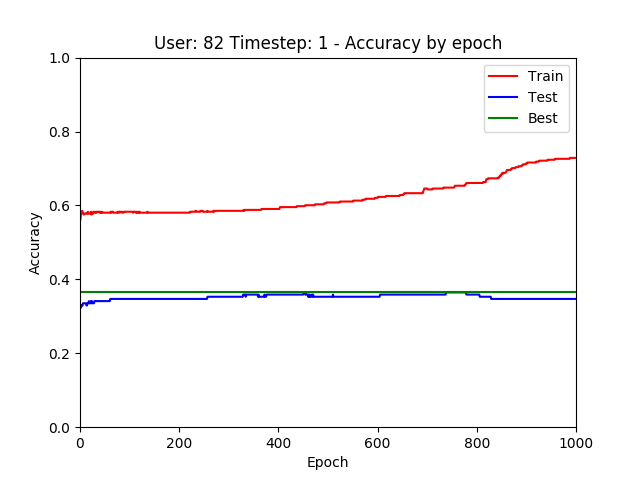 User: 82 Timestep: 1 - Accuracy by epoch
1.0
0.8
0.6
0.4
0.2
0.0
Accuracy
Train
Test
Best
0 200 400 600 800 1000
Epoch